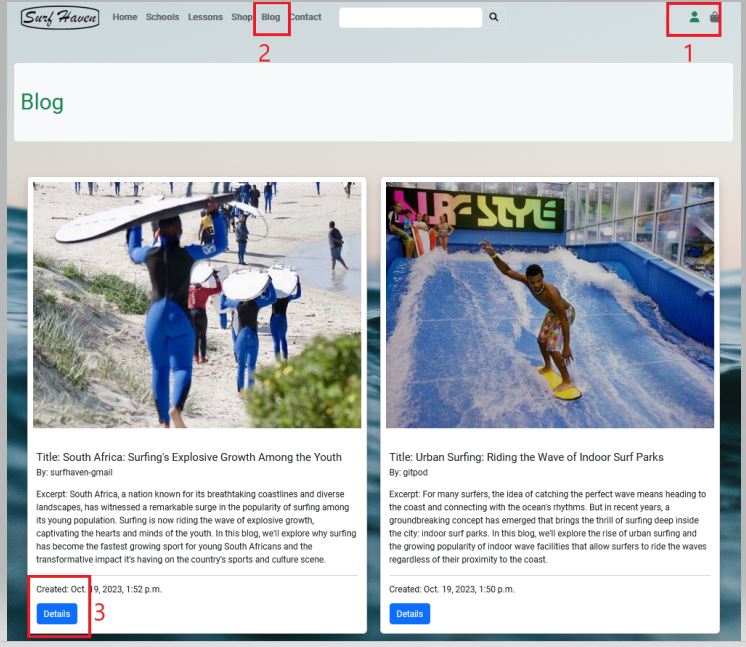 Surf Haven Home Schools Lessons Shop Blog Contact
2
1
Blog
Title: South Africa: Surfing's Explosive Growth Among the Youth
By: surfhaven-gmail
Excerpt: South Africa, a nation known for its breathtaking coastlines and diverse
landscapes, has witnessed a remarkable surge in the popularity of surfing among
its young population. Surfing is now riding the wave of explosive growth,
captivating the hearts and minds of the youth. In this blog, we'll explore why surfing
has become the fastest growing sport for young South Africans and the
transformative impact it's having on the country's sports and culture scene.
Created: Oct. 19, 2023, 1:52 p.m.
Details
3
STYLE
Title: Urban Surfing: Riding the Wave of Indoor Surf Parks
By: gitpod
Excerpt: For many surfers, the idea of catching the perfect wave means heading to
the coast and connecting with the ocean's rhythms. But in recent years, a
groundbreaking concept has emerged that brings the thrill of surfing deep inside
the city: indoor surf parks. In this blog, we'll explore the rise of urban surfing and
the growing popularity of indoor wave facilities that allow surfers to ride the waves
regardless of their proximity to the coast.
Created: Oct. 19, 2023, 1:50 p.m.
Details